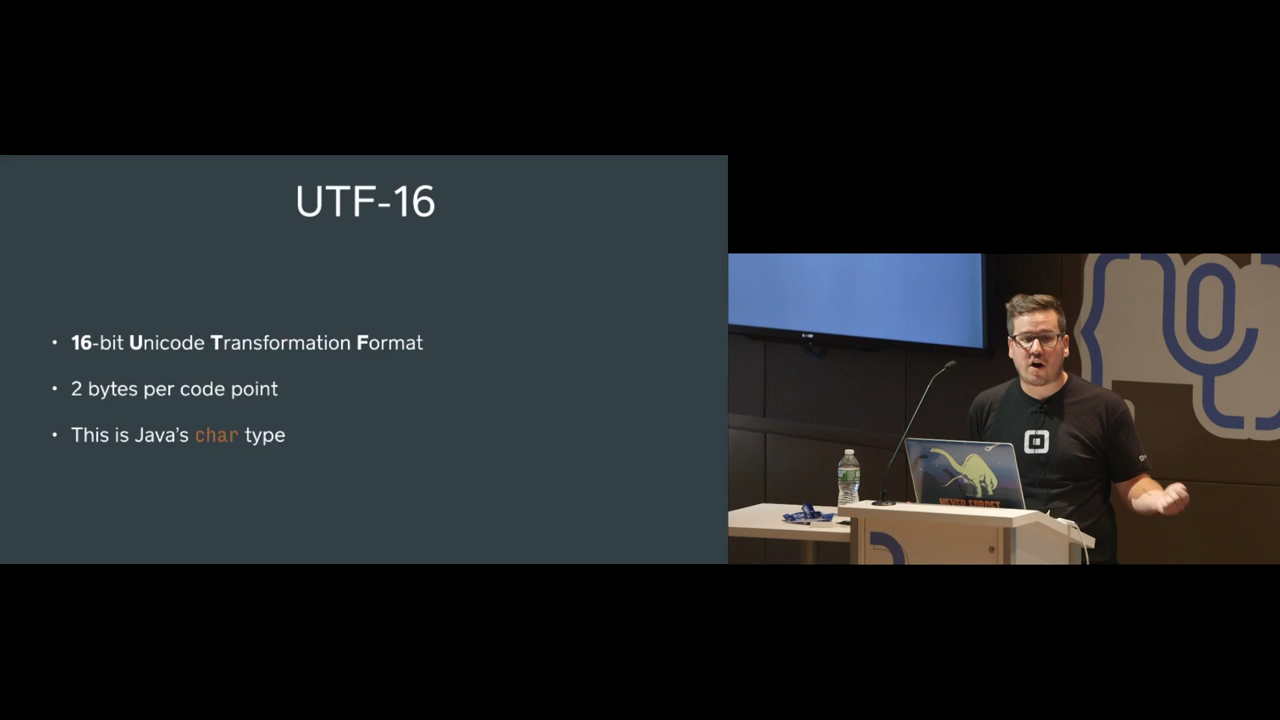 UTF-16
• 16-bit Unicode Transformation Format
• 2 bytes per code point
• This is Java’s char type
NEVER FORGET